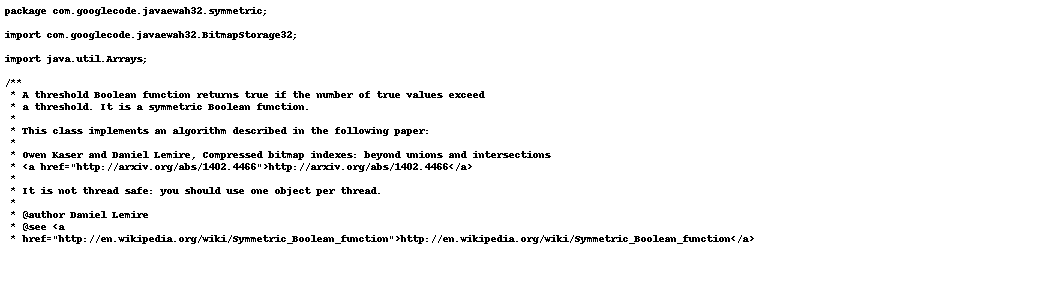 package com.googlecode.javaewah32.symmetric;

import com.googlecode.javaewah32.BitmapStorage32;

import java.util.Arrays;

/**
 * A threshold Boolean function returns true if the number of true values exceed
 * a threshold. It is a symmetric Boolean function.
 *
 * This class implements an algorithm described in the following paper:
 *
 * Owen Kaser and Daniel Lemire, Compressed bitmap indexes: beyond unions and intersections
 * <a href="http://arxiv.org/abs/1402.4466">http://arxiv.org/abs/1402.4466</a>
 *
 * It is not thread safe: you should use one object per thread.
 *
 * @author Daniel Lemire
 * @see <a
 * href="http://en.wikipedia.org/wiki/Symmetric_Boolean_function">http://en.wikipedia.org/wiki/Symmetric_Boolean_function</a>